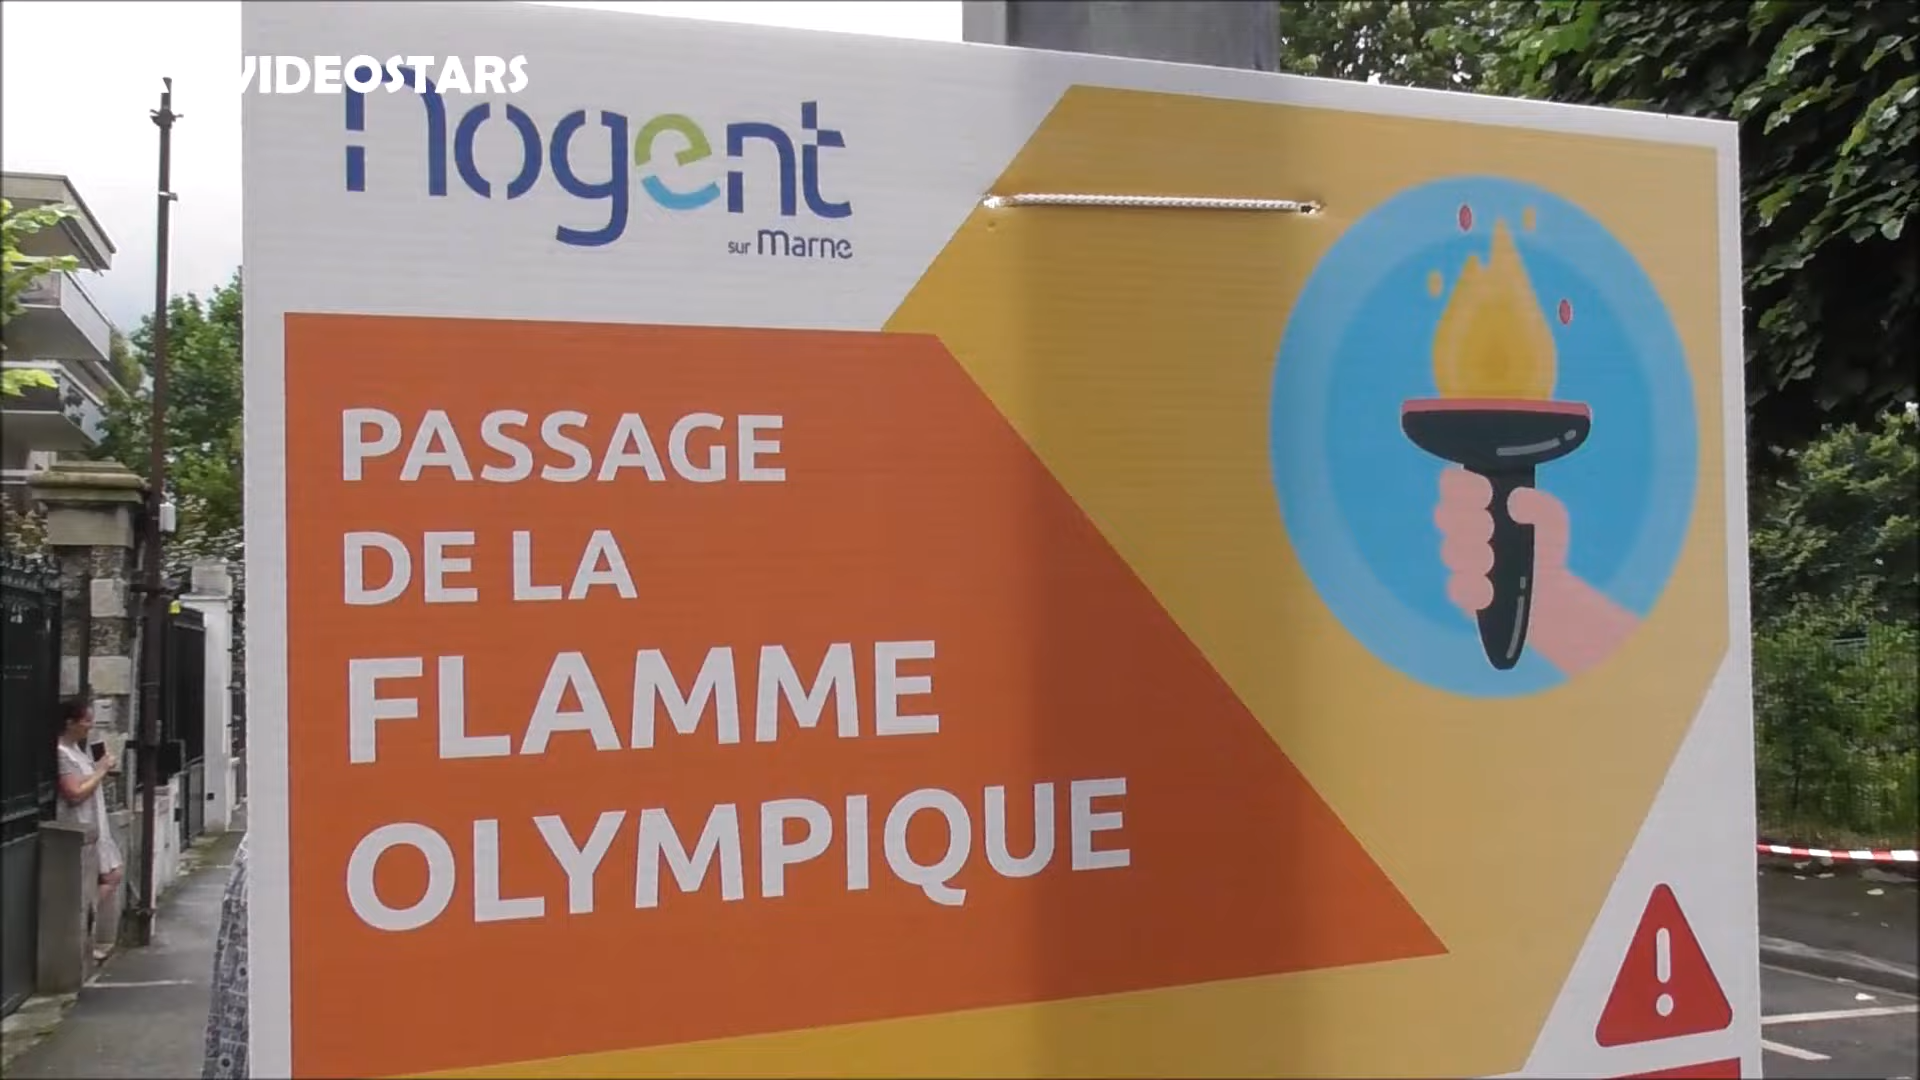 VIDEOSTARS
nogent
sur marne
PASSAGE
DE LA
FLAMME
OLYMPIQUE